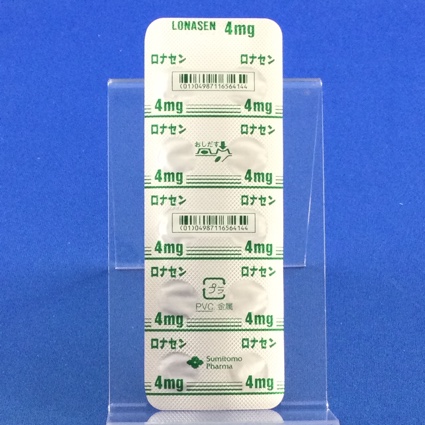 LONASEN 4mg
ロナセン ロナセン
(01)04987116564144
4mg 4mg
ロナセン ロナセン
おしだす
4mg 4mg
ロナセン ロナセン
(01)04987116564144
4mg 4mg
ロナセン ロナセン
プラ
PVC 金属
4mg 4mg
ロナセン ロナセン
Sumitomo
Pharma
4mg 4mg